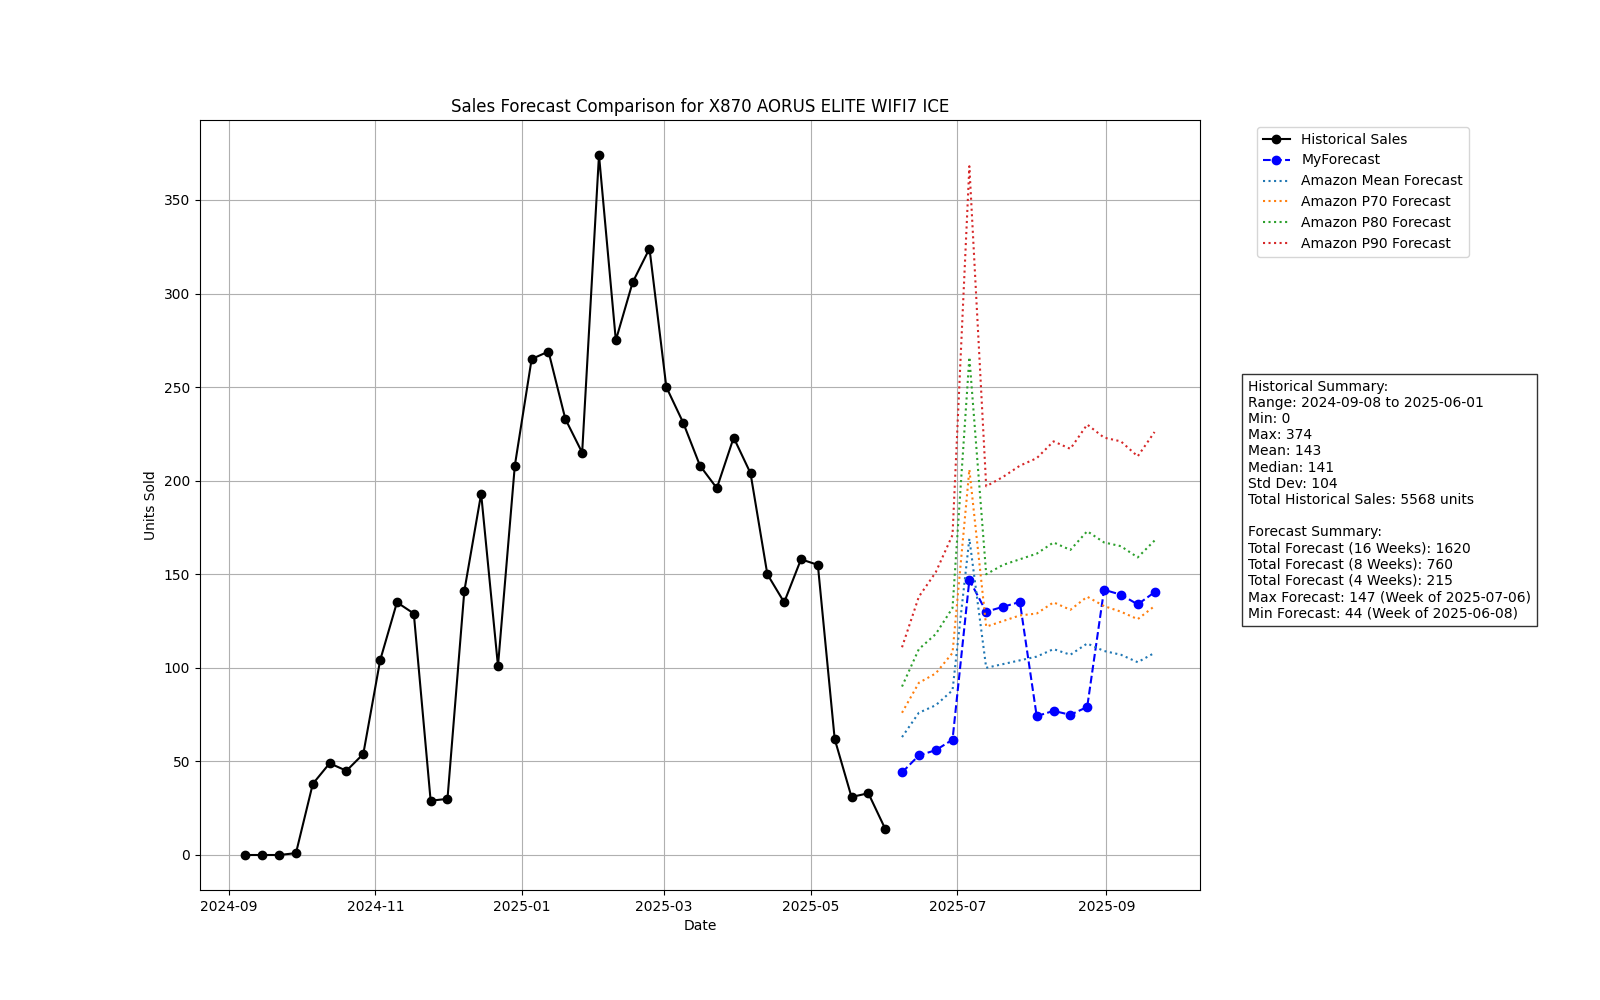 Sales Forecast Comparison for X870 AORUS ELITE WIFI7 ICE
Units Sold
350
300
250
200
150
100
50
0
2024-09
2024-11
2025-01
2025-03
2025-05
2025-07
2025-09
Date
Historical Sales
MyForecast
Amazon Mean Forecast
Amazon P70 Forecast
Amazon P80 Forecast
Amazon P90 Forecast
Historical Summary:
Range: 2024-09-08 to 2025-06-01
Min: 0
Max: 374
Mean: 143
Median: 141
Std Dev: 104
Total Historical Sales: 5568 units
Forecast Summary:
Total Forecast (16 Weeks): 1620
Total Forecast (8 Weeks): 760
Total Forecast (4 Weeks): 215
Max Forecast: 147 (Week of 2025-07-06)
Min Forecast: 44 (Week of 2025-06-08)